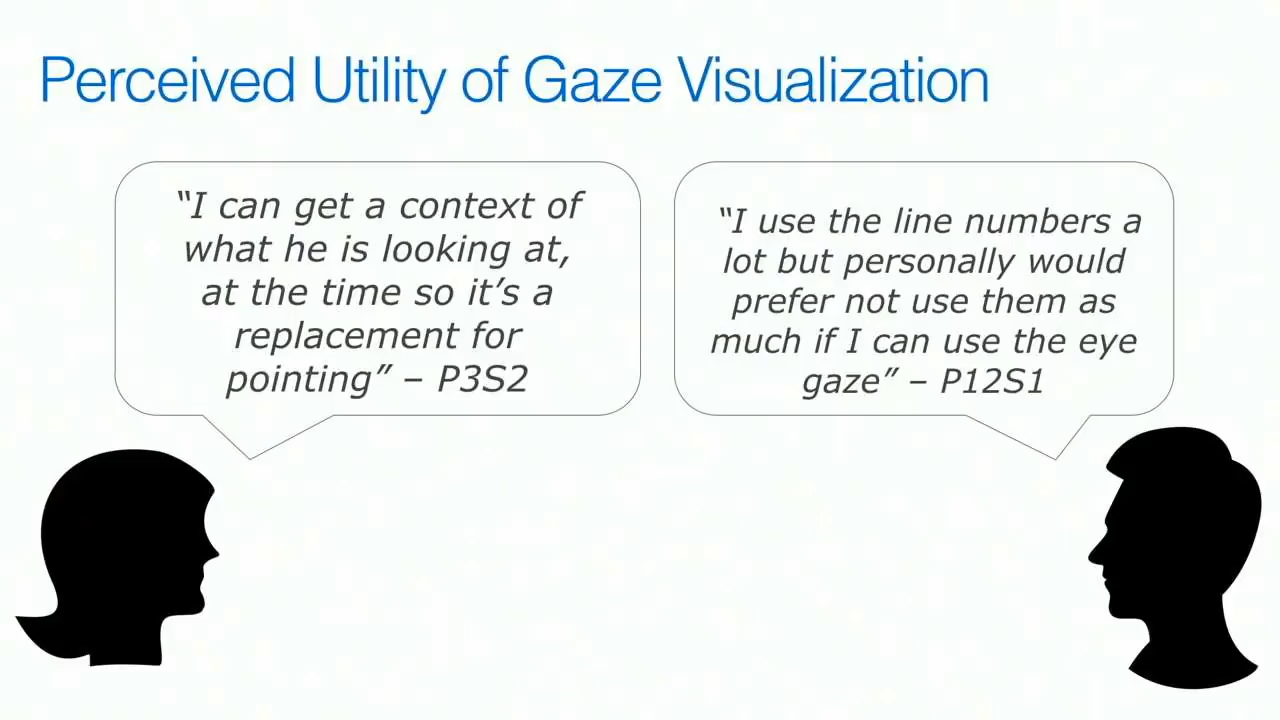 Perceived Utility of Gaze Visualization
“I can get a context of
what he is looking at,
at the time so it’s a
replacement for
pointing” – P3S2
“I use the line numbers a
lot but personally would
prefer not use them as
much if I can use the eye
gaze” – P12S1